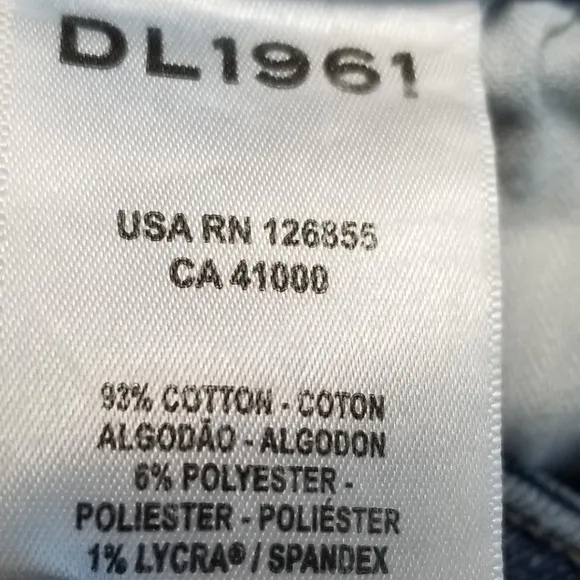 DL1961
USA RN 126855
CA 41000
93% COTTON - COTON
ALGODÃO - ALGODON
6% POLYESTER -
POLIESTER - POLIÉSTER
1% LYCRA® / SPANDEX